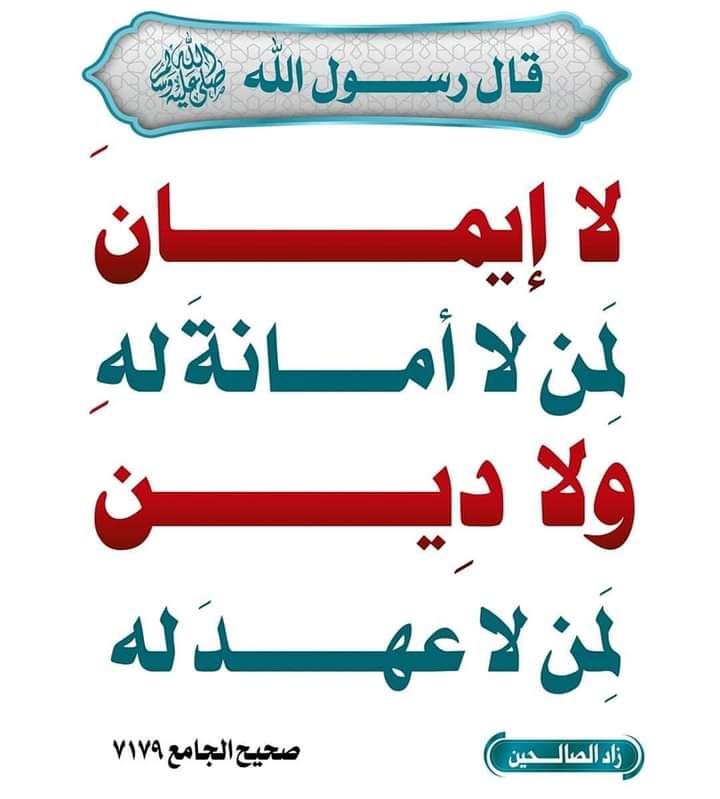 قال رسول الله صلى الله عليه وسلم
لا إيمانَ
لِمَن لا أمانةَ لهِ
ولا دِين
لِمَن لا عهدَ له
زاد الصالحين
صحيح الجامع ٧١٧٩